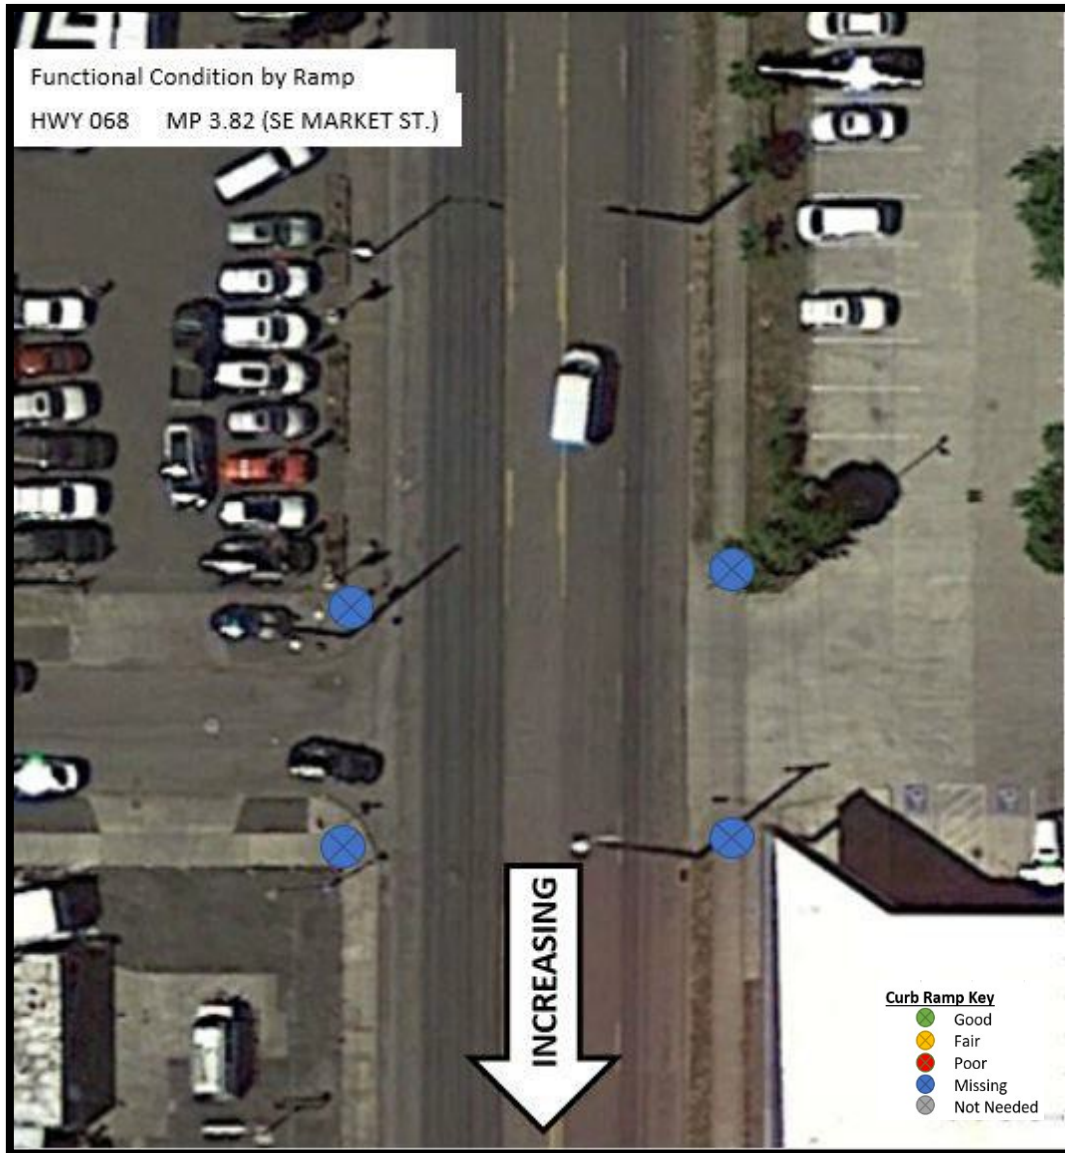 Functional Condition by Ramp
HWY 068 MP 3.82 (SE MARKET ST.)
INCREASING
Curb Ramp Key
Good
Fair
Poor
Missing
Not Needed